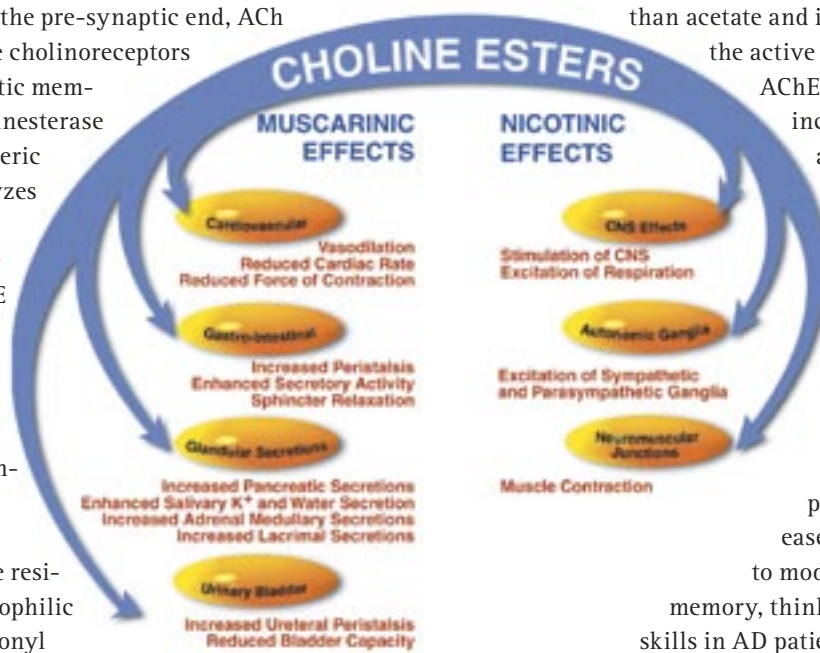 the pre-synaptic end, ACh
cholinoreceptors
tic mem-
inesterase
eric
yzes
E
n-
e resi-
ophilic
onyl
CHOLINE ESTERS
MUSCARINIC
EFFECTS
Cardiovascular
Vasodilation
Reduced Cardiac Rate
Reduced Force of Contraction
Gastro-Intestinal
Increased Peristalsis
Enhanced Secretory Activity
Sphincter Relaxation
Glandular Secretions
Increased Pancreatic Secretions
Enhanced Salivary K+ and Water Secretion
Increased Adrenal Medullary Secretions
Increased Lacrimal Secretions
Urinary Bladder
Increased Ureteral Peristalsis
Reduced Bladder Capacity
NICOTINIC
EFFECTS
CNS Effects
Stimulation of CNS
Excitation of Respiration
Autonomic Ganglia
Excitation of Sympathetic
and Parasympathetic Ganglia
Neuromuscular
Junctions
Muscle Contraction
than acetate and i
the active
AChE
inc
a
p
ease
to mod
memory, think
skills in AD patie